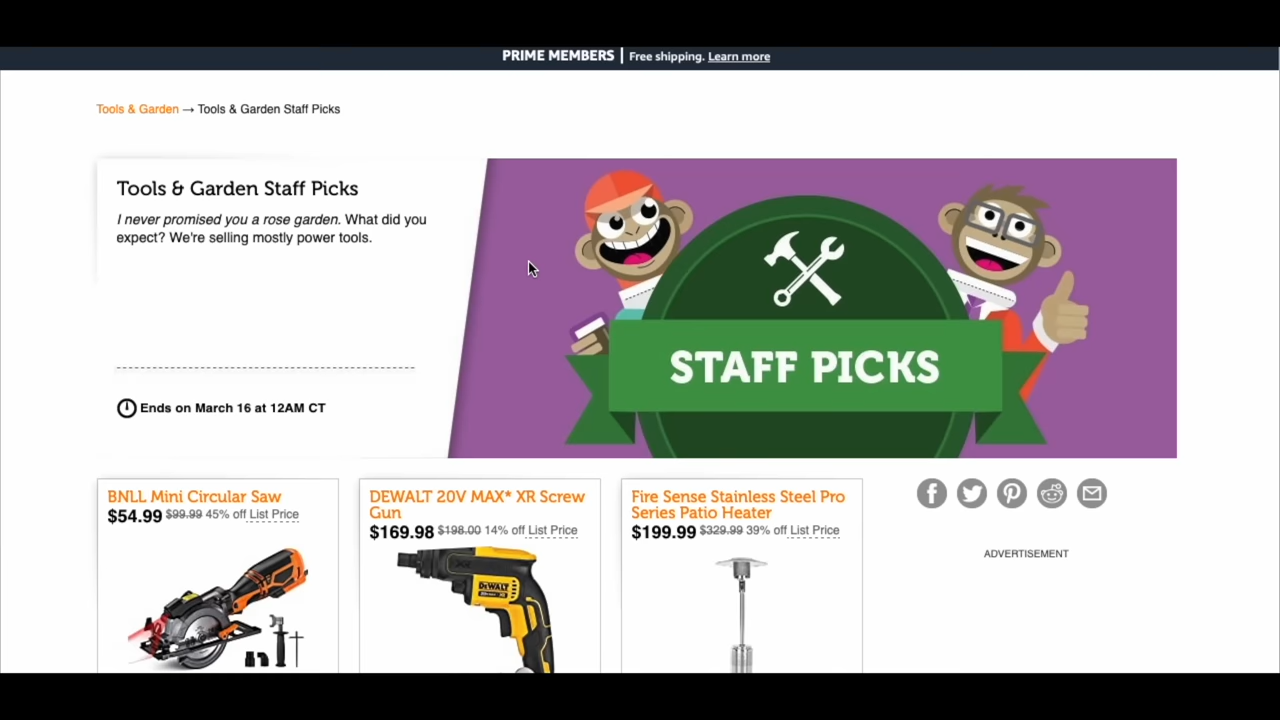 PRIME MEMBERS | Free shipping. Learn more
Tools & Garden → Tools & Garden Staff Picks
Tools & Garden Staff Picks
I never promised you a rose garden. What did you
expect? We're selling mostly power tools.
Ends on March 16 at 12AM CT
STAFF PICKS
BNLL Mini Circular Saw
$54.99 $99.99 45% off List Price
DEWALT 20V MAX* XR Screw
Gun
$169.98 $198.00 14% off List Price
DEWALT
Fire Sense Stainless Steel Pro
Series Patio Heater
$199.99 $329.99 39% off List Price
ADVERTISEMENT